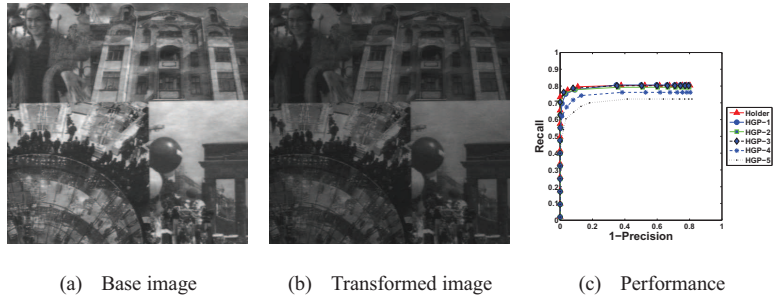 1
0.9
0.8
0.7
0.6
0.5
0.4
0.3
0.2
0.1
0
Recall
0 0.2 0.4 0.6 0.8 1
1−Precision
Holder
HGP−1
HGP−2
HGP−3
HGP−4
HGP−5
(a) Base image
(b) Transformed image
(c) Performance